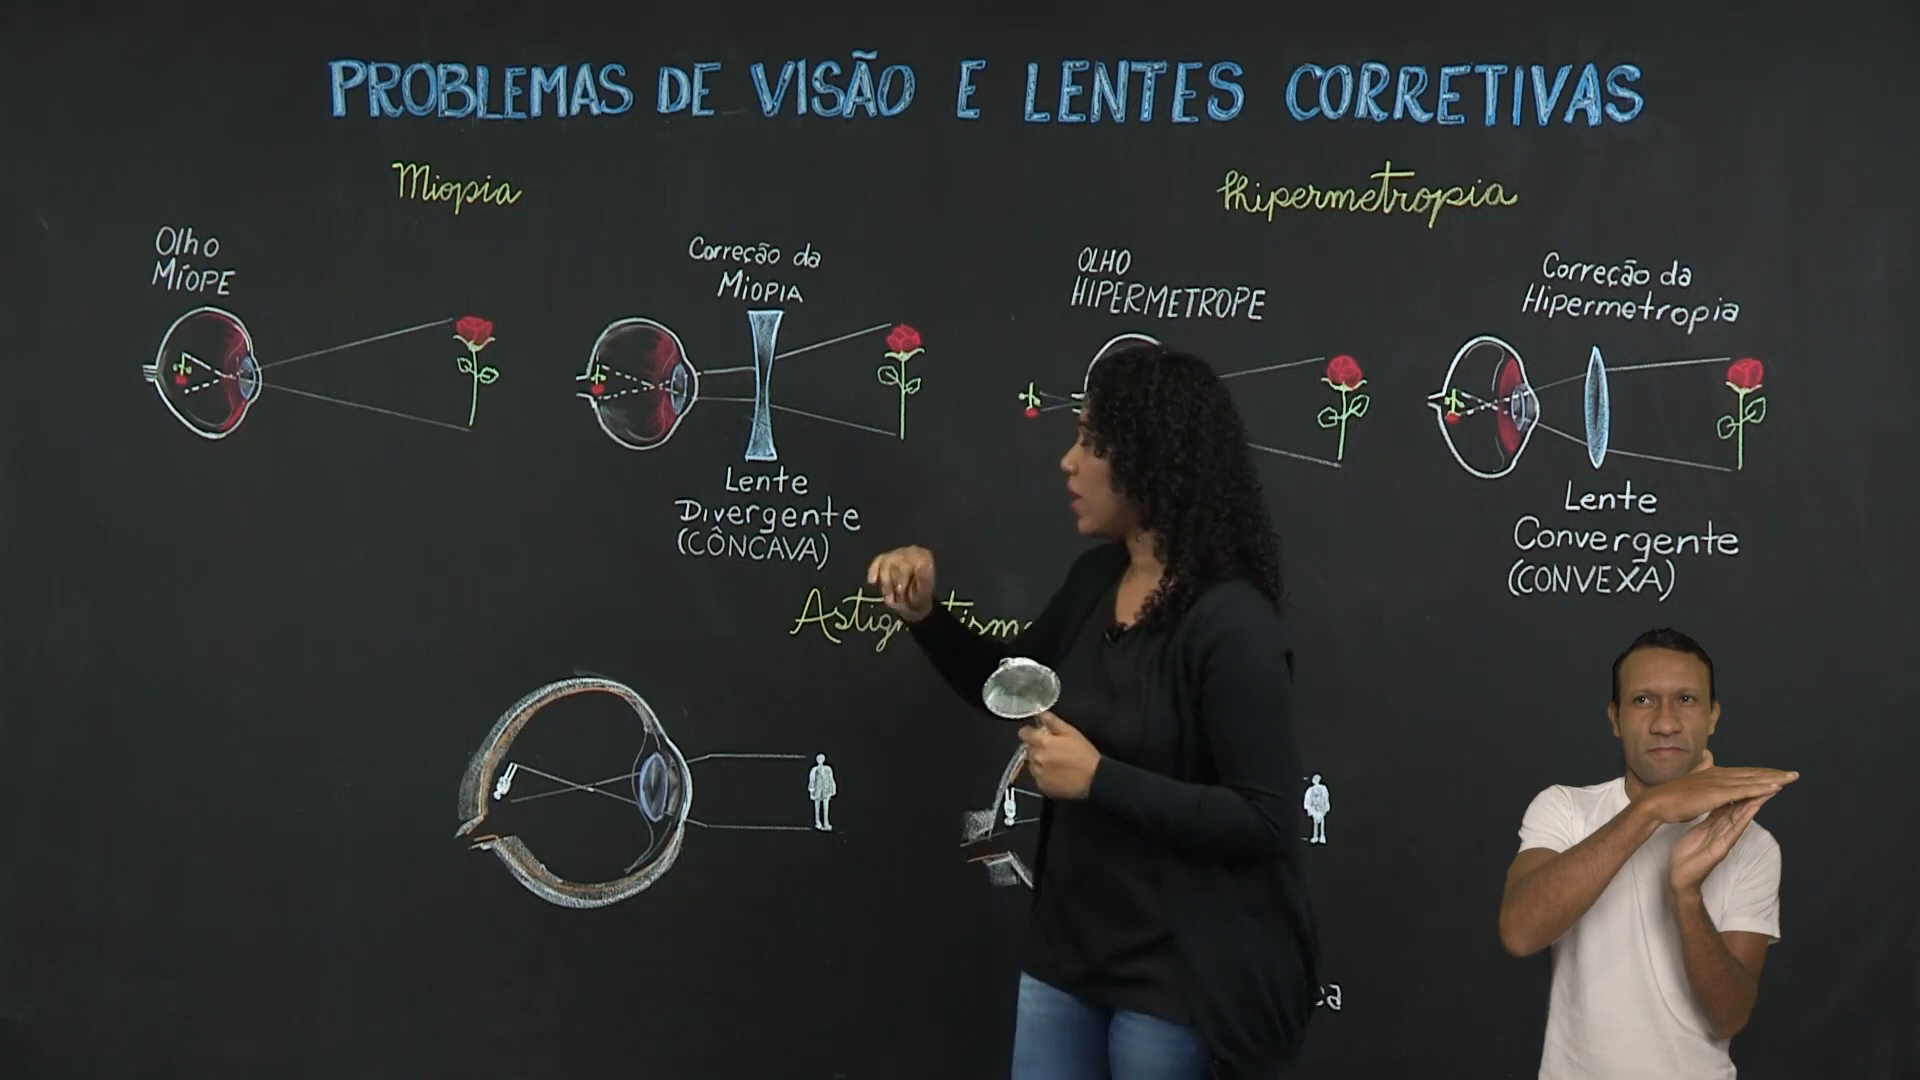 PROBLEMAS DE VISÃO E LENTES CORRETIVAS
Miopia
Hipermetropia
Olho
MÍOPE
Correção da
MIOPIA
Lente
Divergente
(CÔNCAVA)
OLHO
HIPERMETROPE
Correção da
Hipermetropia
Lente
Convergente
(CONVEXA)